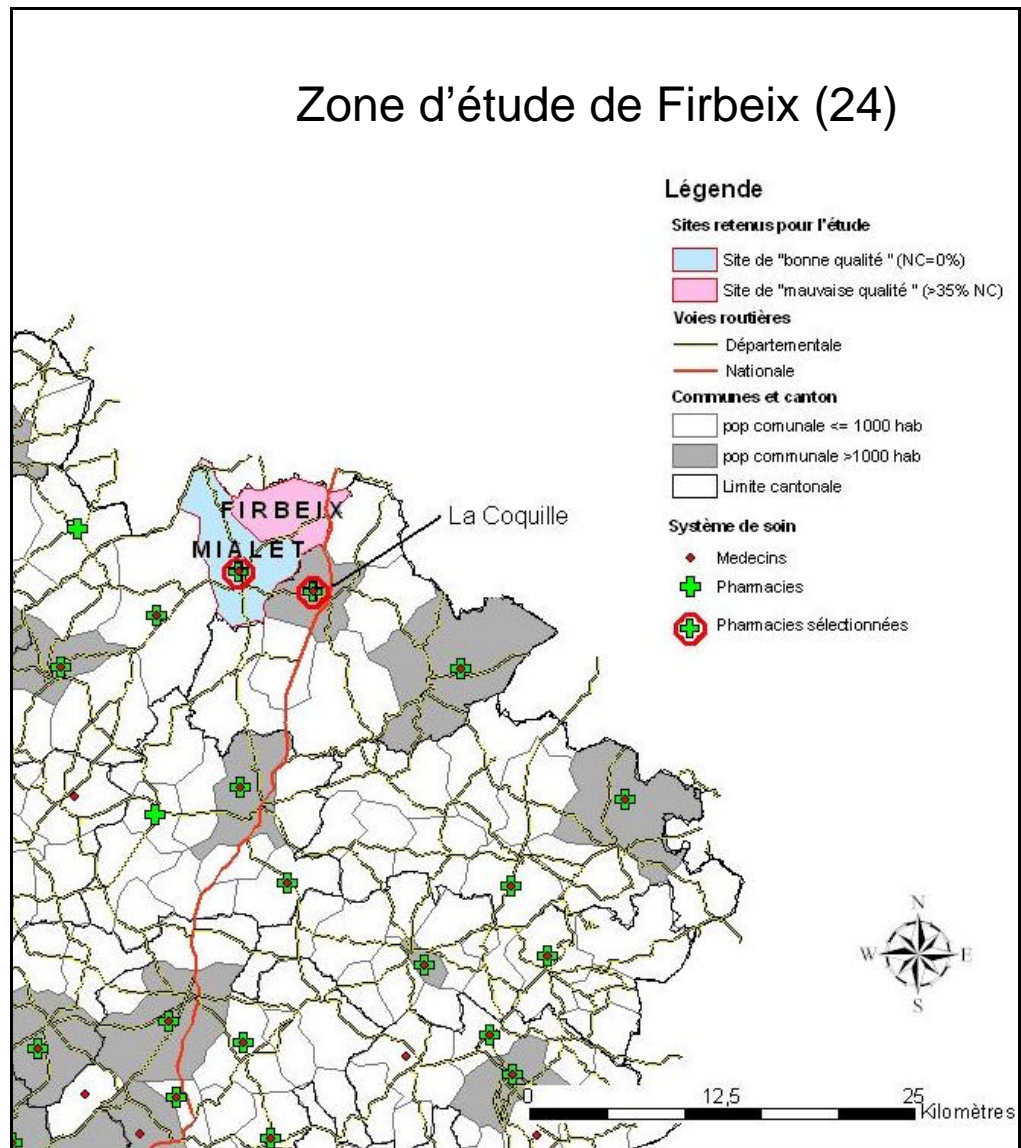 Zone d'étude de Firbeix (24)
Légende
Sites retenus pour l'étude
Site de "bonne qualité " (NC=0%)
Site de "mauvaise qualité " (>35% NC)
Voies routières
Départementale
Nationale
Communes et canton
pop comunale <= 1000 hab
pop communale >1000 hab
Limite cantonale
Système de soin
Medecins
Pharmacies
Pharmacies sélectionnées
FIRBEIX
La Coquille
MIALET
N
W
E
S
0
12,5
25
Kilomètres